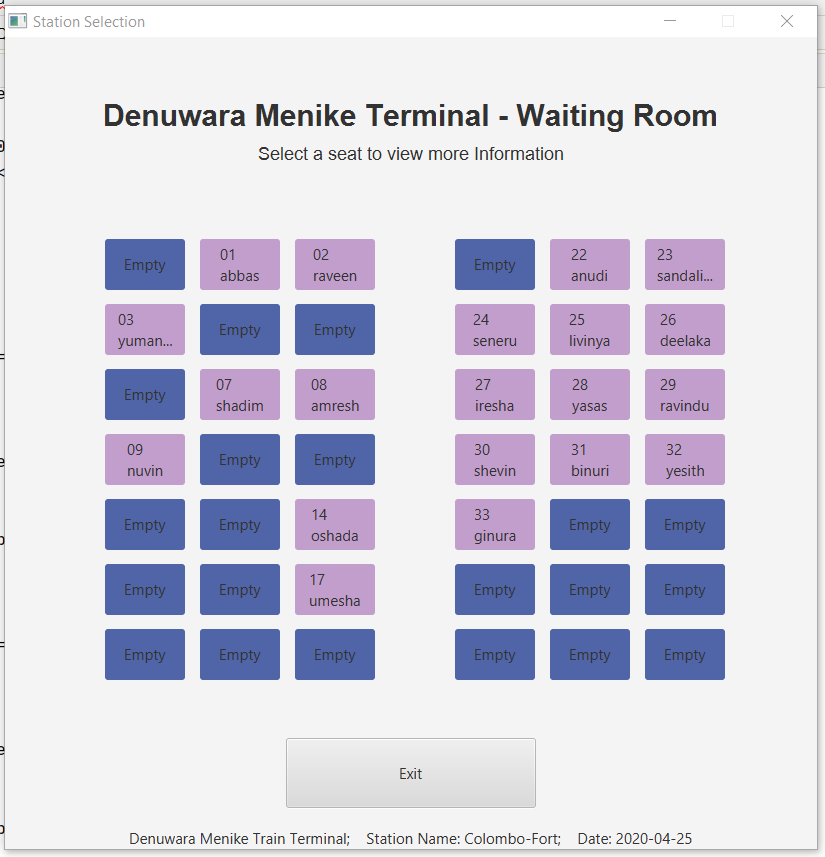 Station Selection
Denuwara Menike Terminal - Waiting Room
Select a seat to view more Information
Empty
01
abbas
02
raveen
Empty
22
anudi
23
sandali...
03
yuman...
Empty
Empty
24
seneru
25
livinya
26
deelaka
Empty
07
shadim
08
amresh
27
iresha
28
yasas
29
ravindu
09
nuvin
Empty
Empty
30
shevin
31
binuri
32
yesith
Empty
Empty
14
oshada
33
ginura
Empty
Empty
Empty
Empty
17
umesha
Empty
Empty
Empty
Empty
Empty
Empty
Empty
Empty
Empty
Exit
Denuwara Menike Train Terminal; Station Name: Colombo-Fort; Date: 2020-04-25